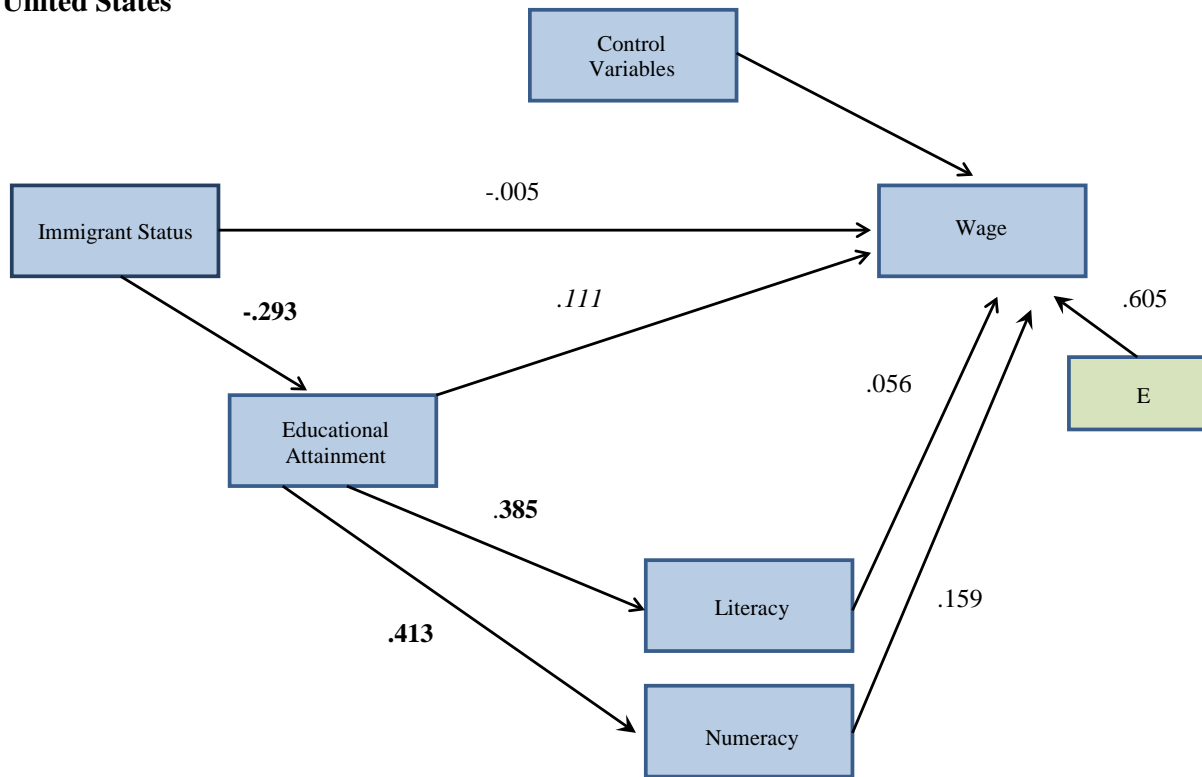 United States
Control
Variables
-.005
Immigrant Status
Wage
-.293
.111
.605
.056
E
Educational
Attainment
.385
Literacy
.159
.413
Numeracy